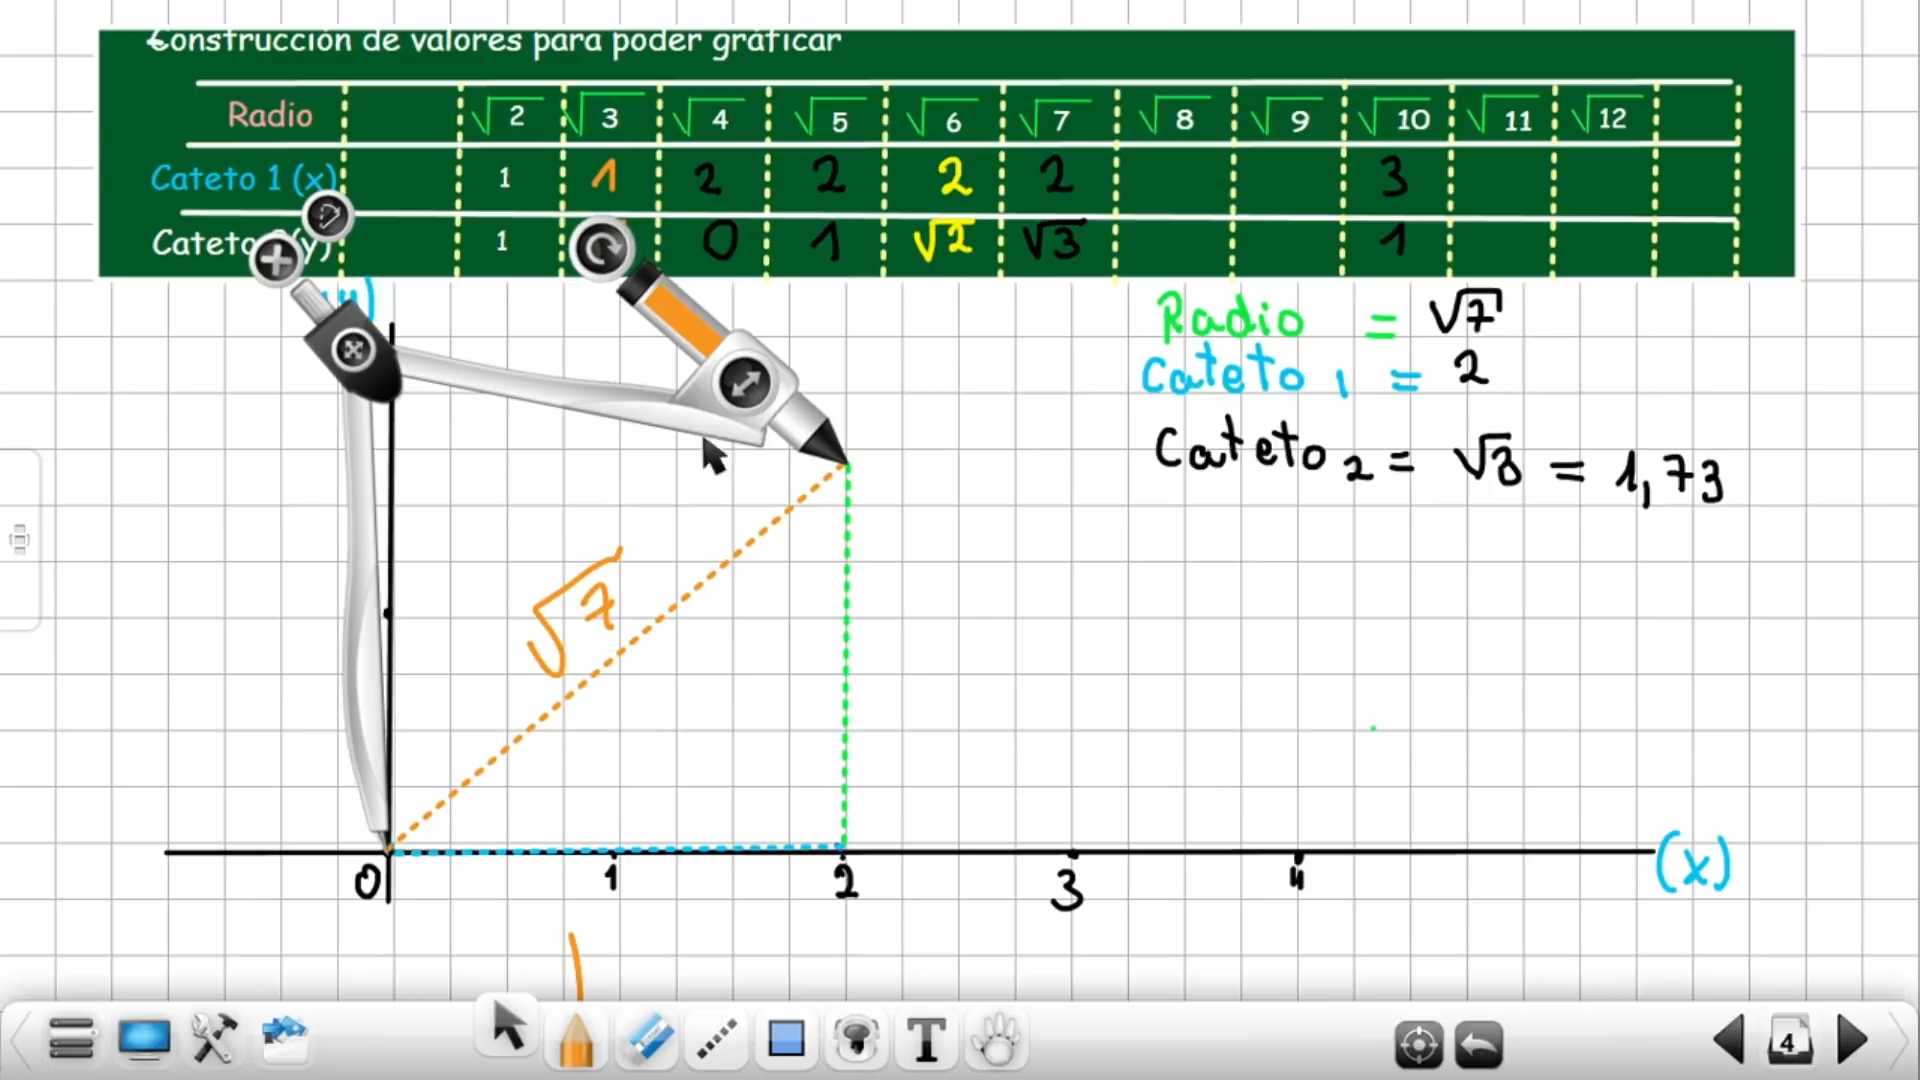 Construcción de valores para poder gráficar
Radio √2 √3 √4 √5 √6 √7 √8 √9 √10 √11 √12
Cateto 1 (x) 1 1 2 2 2 2 3
Cateto (y) 1 0 1 √2 √3 1
Radio = √7
Cateto 1 = 2
Cateto 2 = √3 = 1,73
√7
(x)
0 1 2 3 4
T
4